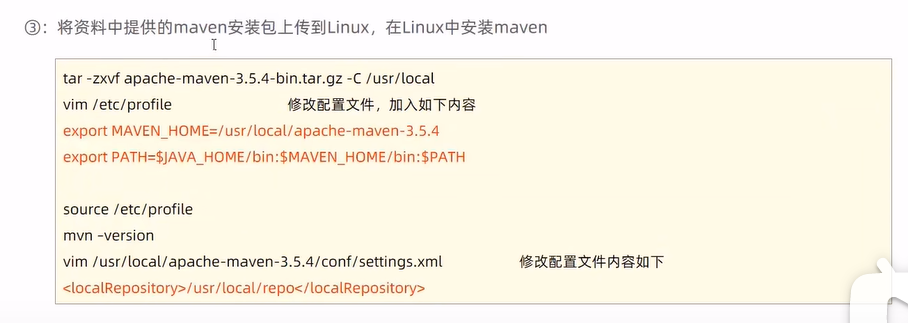 ③：将资料中提供的maven安装包上传到Linux，在Linux中安装maven
tar -zxvf apache-maven-3.5.4-bin.tar.gz -C /usr/local
vim /etc/profile 修改配置文件，加入如下内容
export MAVEN_HOME=/usr/local/apache-maven-3.5.4
export PATH=$JAVA_HOME/bin:$MAVEN_HOME/bin:$PATH
source /etc/profile
mvn –version
vim /usr/local/apache-maven-3.5.4/conf/settings.xml 修改配置文件内容如下
<localRepository>/usr/local/repo</localRepository>